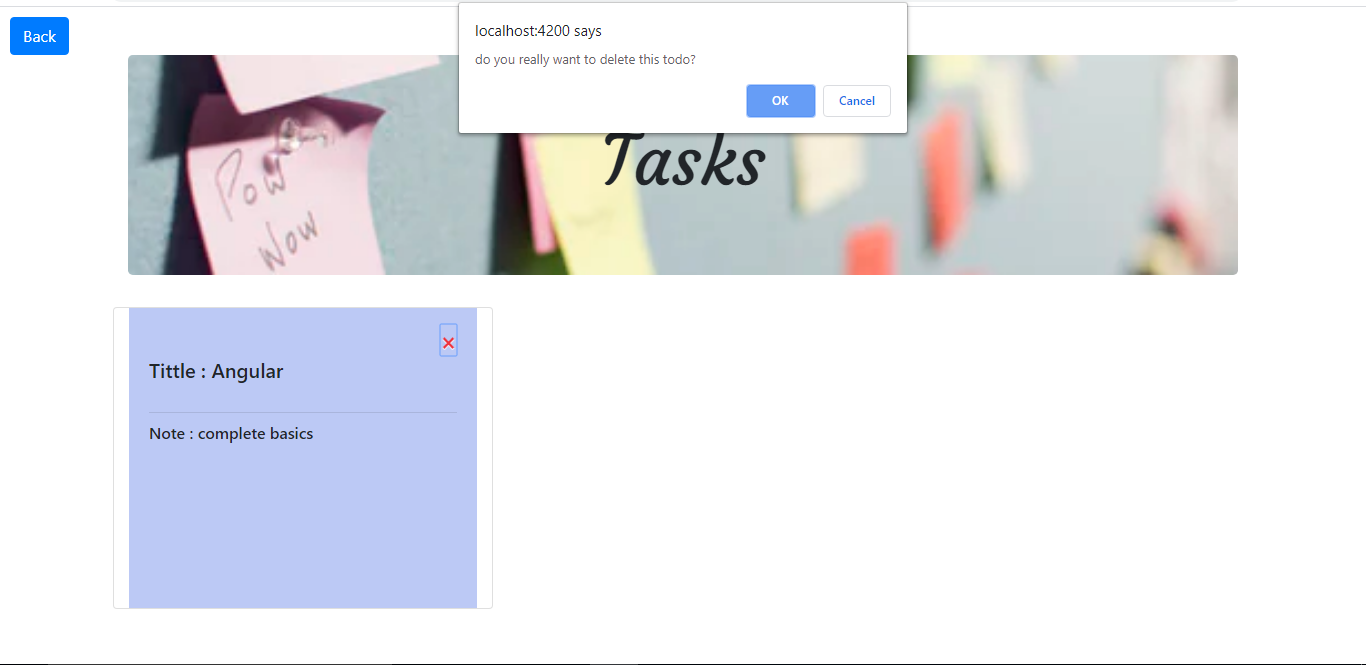 Back
localhost:4200 says
do you really want to delete this todo?
OK
Cancel
Tasks
Pow
Wow
×
Tittle : Angular
Note : complete basics